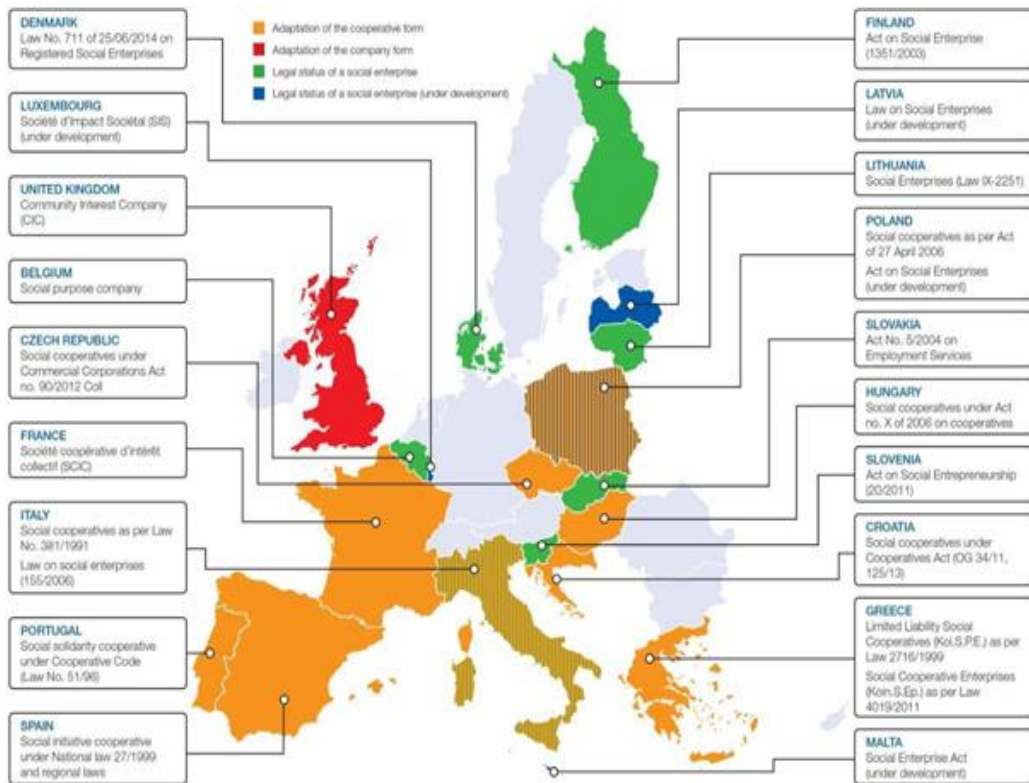 DENMARK
Law No. 711 of 25/06/2014 on
Registered Social Enterprises
LUXEMBOURG
Société d'Impact Sociétal (SIS)
(under development)
UNITED KINGDOM
Community Interest Company
(CIC)
BELGIUM
Social purpose company
CZECH REPUBLIC
Social cooperatives under
Commercial Corporations Act
no. 90/2012 Coll
FRANCE
Société coopérative d'intérêt
collectif (SCIC)
ITALY
Social cooperatives as per Law
No. 381/1991
Law on social enterprises
(155/2006)
PORTUGAL
Social solidarity cooperative
under Cooperative Code
(Law No. 51/96)
SPAIN
Social initiative cooperative
under National law 27/1999
and regional laws
Adaptation of the cooperative form
Adaptation of the company form
Legal status of a social enterprise
Legal status of a social enterprise (under development)
FINLAND
Act on Social Enterprise
(1351/2003)
LATVIA
Law on Social Enterprises
(under development)
LITHUANIA
Social Enterprises (Law IX-2251)
POLAND
Social cooperatives as per Act
of 27 April 2006
Act on Social Enterprises
(under development)
SLOVAKIA
Act No. 5/2004 on
Employment Services
HUNGARY
Social cooperatives under Act
no. X of 2006 on cooperatives
SLOVENIA
Act on Social Entrepreneurship
(20/2011)
CROATIA
Social cooperatives under
Cooperatives Act (OG 34/11,
125/13)
GREECE
Limited Liability Social
Cooperatives (Koi.S.P.E.) as per
Law 2716/1999
Social Cooperative Enterprises
(Koin.S.Ep.) as per Law
4019/2011
MALTA
Social Enterprise Act
(under development)